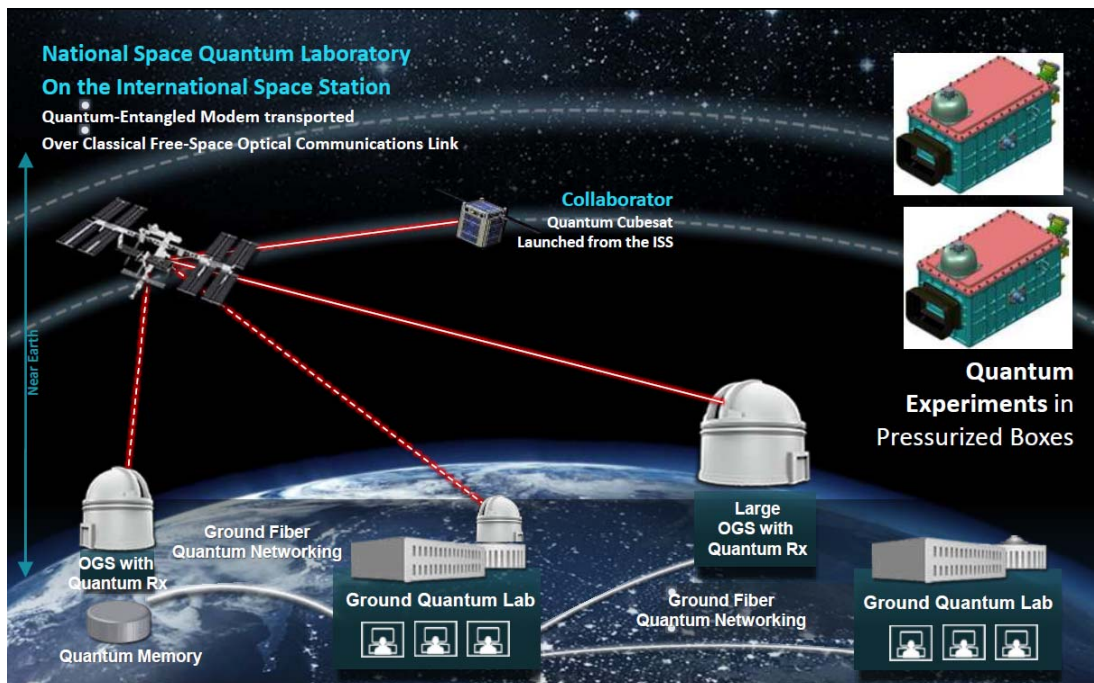 National Space Quantum Laboratory
On the International Space Station
Quantum-Entangled Modem transported
Over Classical Free-Space Optical Communications Link
Collaborator
Quantum Cubesat
Launched from the ISS
Near Earth
Quantum
Experiments in
Pressurized Boxes
OGS with
Quantum Rx
Ground Fiber
Quantum Networking
Quantum Memory
Ground Quantum Lab
Large
OGS with
Quantum Rx
Ground Fiber
Quantum Networking
Ground Quantum Lab